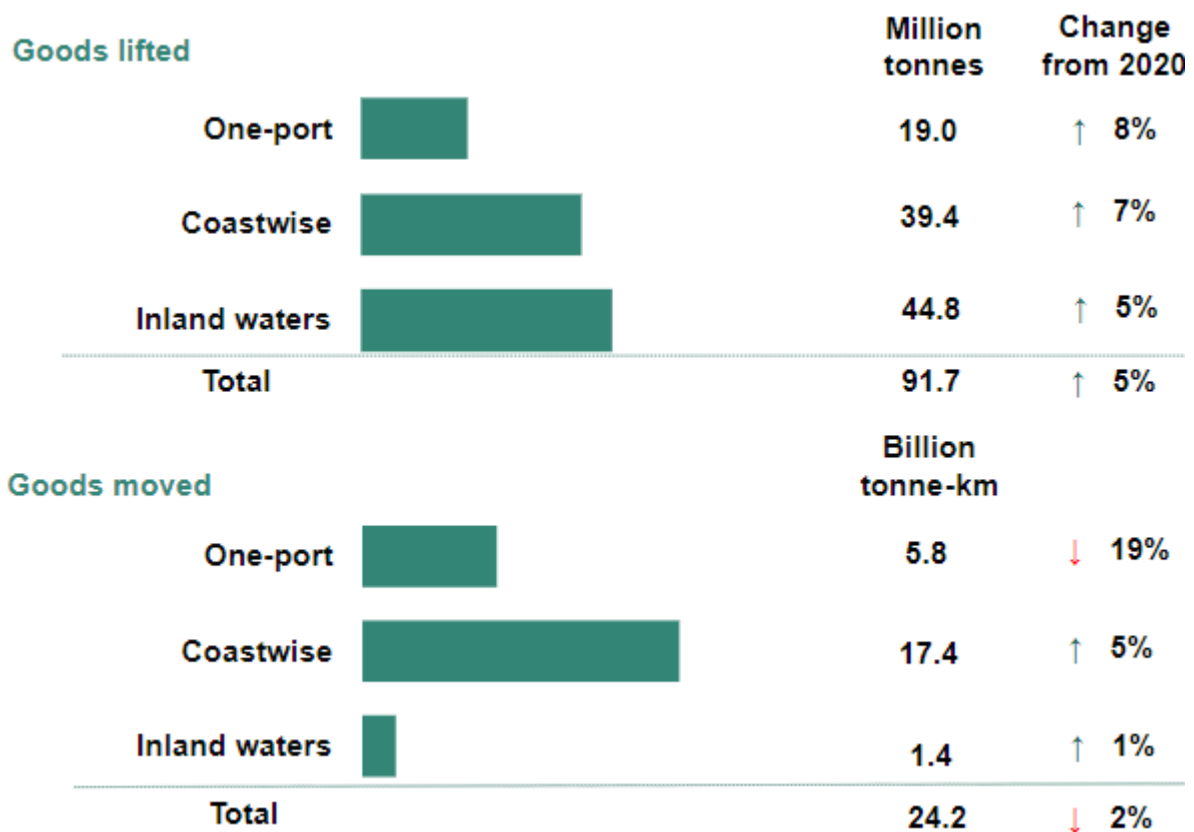 Goods lifted
Million tonnes
Change from 2020
One-port 19.0 ↑ 8%
Coastwise 39.4 ↑ 7%
Inland waters 44.8 ↑ 5%
Total 91.7 ↑ 5%
Goods moved
Billion tonne-km
One-port 5.8 ↓ 19%
Coastwise 17.4 ↑ 5%
Inland waters 1.4 ↑ 1%
Total 24.2 ↓ 2%